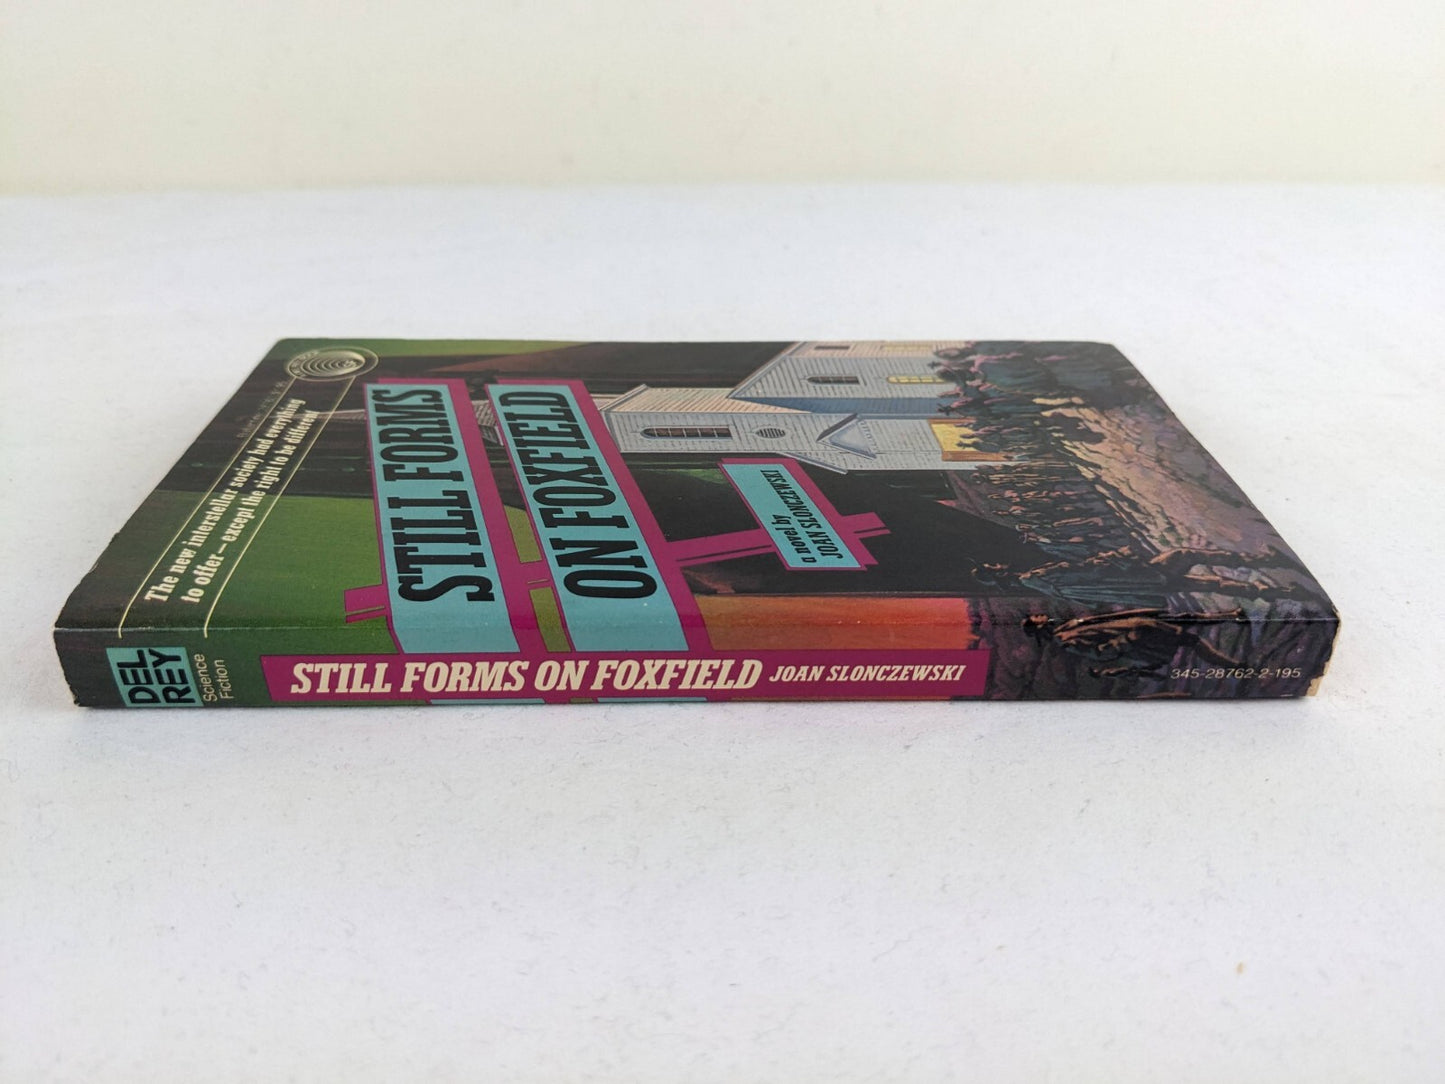 The new interstellar society had everything
to offer—except the right to be different
STILL FORMS
ON FOXFIELD
a novel by
JOAN SLONCZEWSKI
DEL
REY
Science
Fiction
STILL FORMS ON FOXFIELD JOAN SLONCZEWSKI
345-28762-2-195